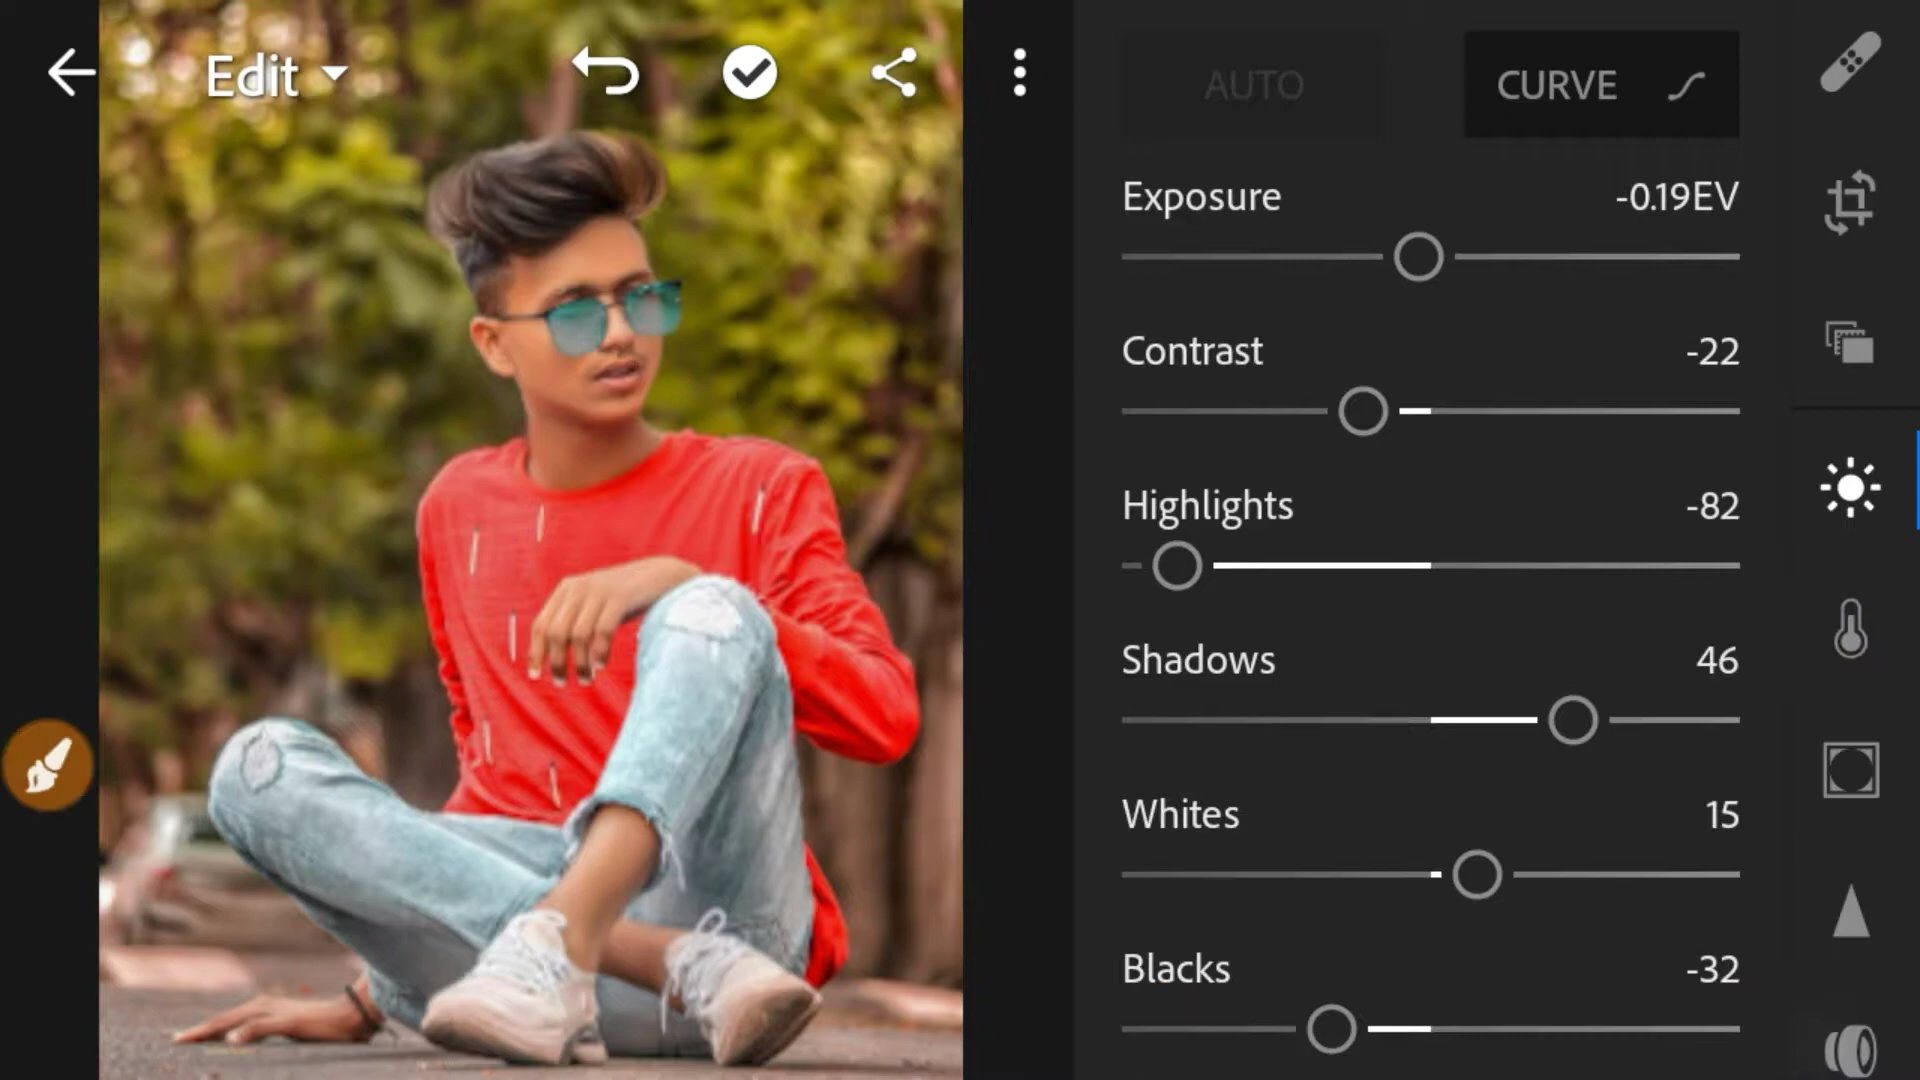 Edit
AUTO
CURVE
Exposure -0.19EV
Contrast -22
Highlights -82
Shadows 46
Whites 15
Blacks -32